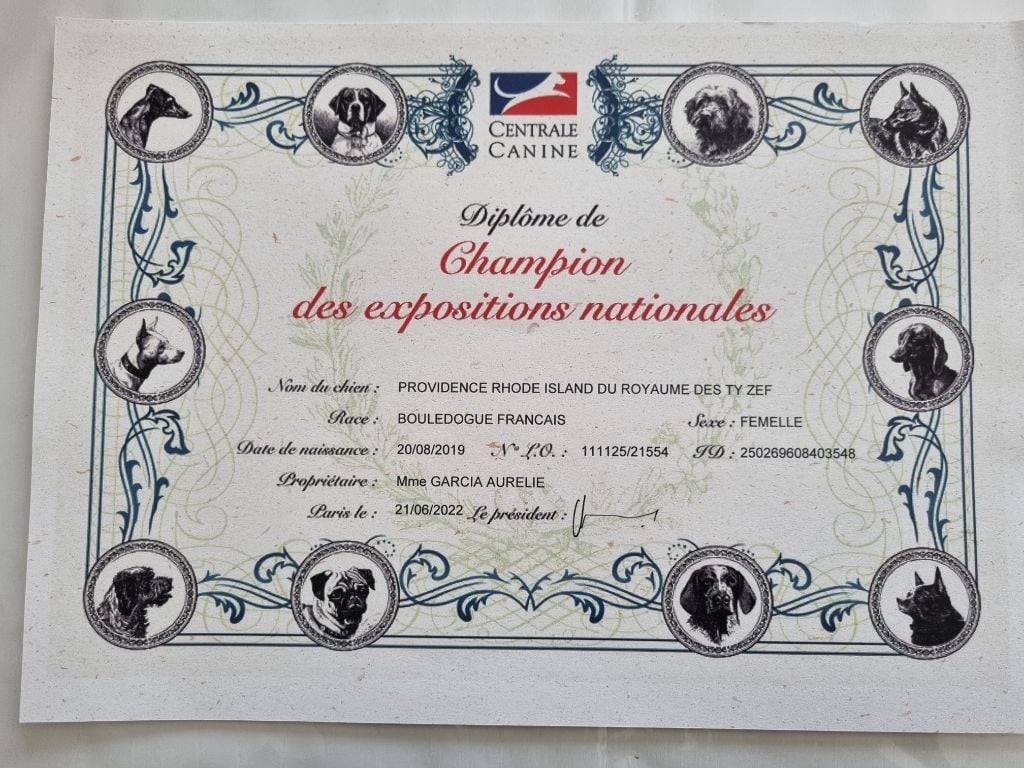 CENTRALE
CANINE
Diplôme de
Champion
des expositions nationales
Nom du chien : PROVIDENCE RHODE ISLAND DU ROYAUME DES TY ZEF
Race : BOULEDOGUE FRANCAIS Sexe : FEMELLE
Date de naissance : 20/08/2019 N° L.O. : 111125/21554 ID : 250269608403548
Propriétaire : Mme GARCIA AURELIE
Paris le : 21/06/2022 Le président :